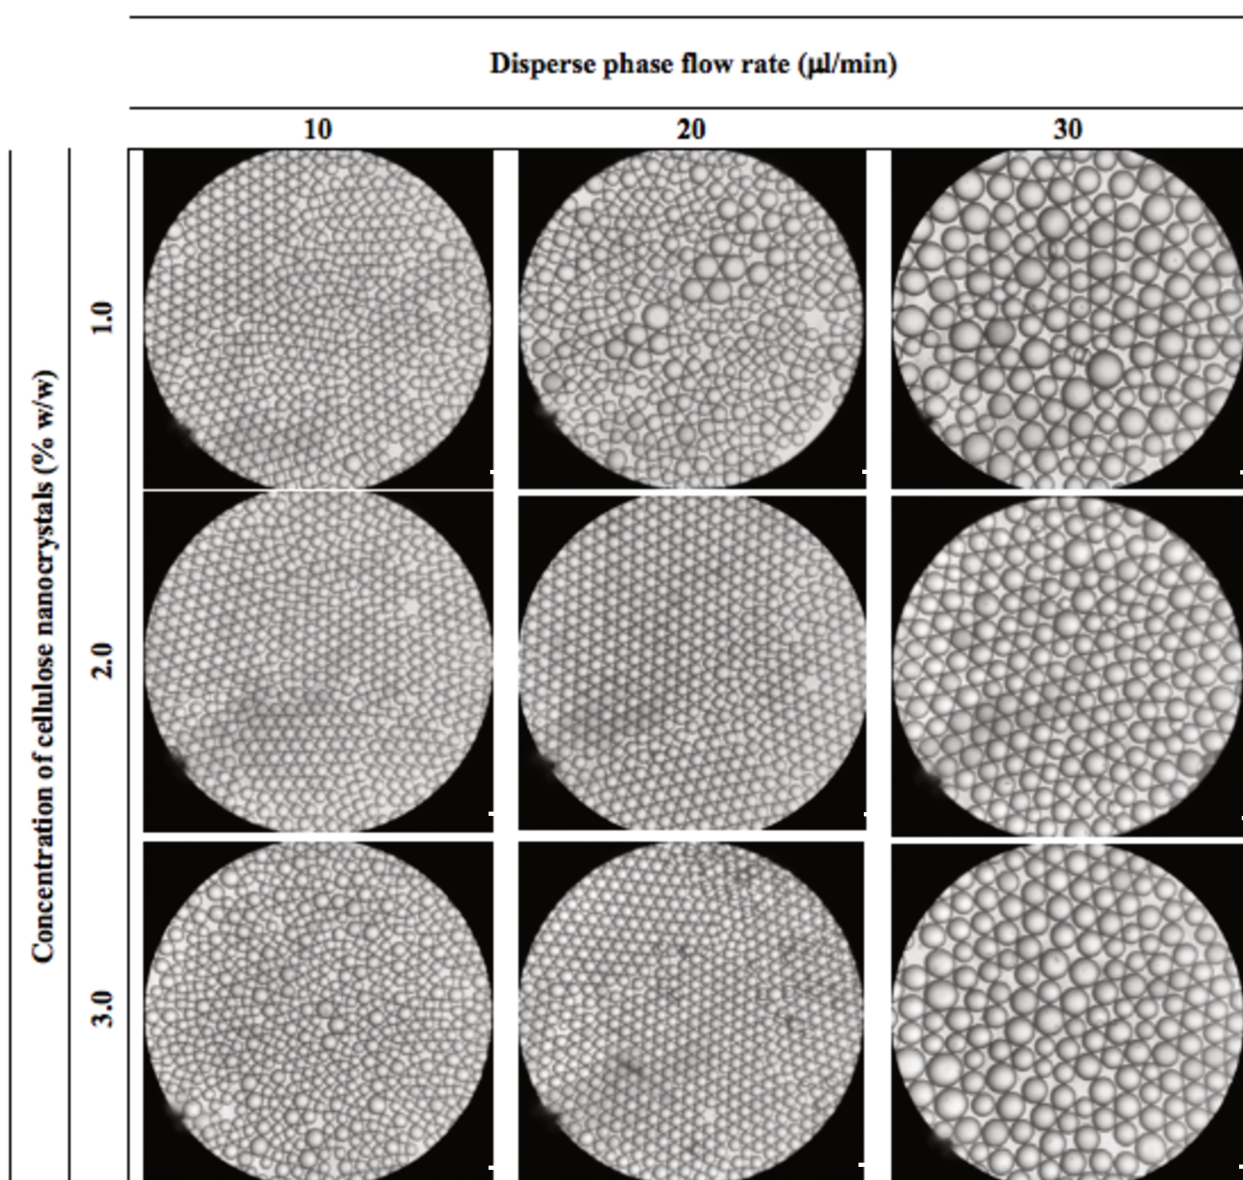 Disperse phase flow rate (μl/min)
10 20 30
Concentration of cellulose nanocrystals (% w/w)
1.0
2.0
3.0